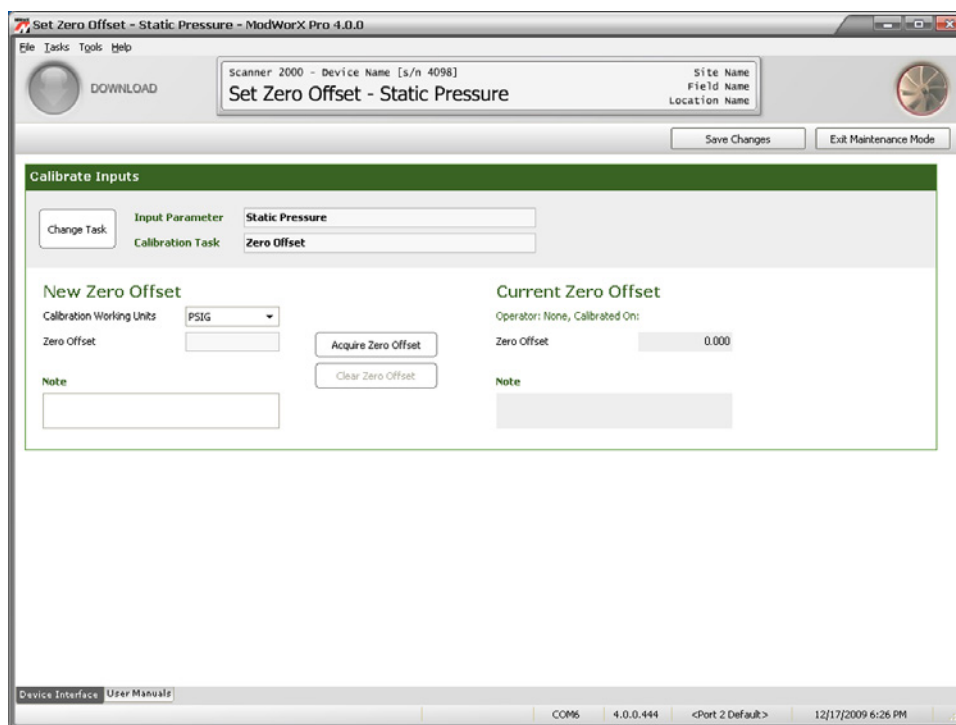 Set Zero Offset - Static Pressure - ModWorX Pro 4.0.0
File Tasks Tools Help
DOWNLOAD
Scanner 2000 - Device Name [s/n 4098]
Set Zero Offset - Static Pressure
Site Name
Field Name
Location Name
Save Changes
Exit Maintenance Mode
Calibrate Inputs
Change Task
Input Parameter
Static Pressure
Calibration Task
Zero Offset
New Zero Offset
Calibration Working Units
PSIG
Zero Offset
Acquire Zero Offset
Clear Zero Offset
Note
Current Zero Offset
Operator: None, Calibrated On:
Zero Offset
0.000
Note
Device Interface
User Manuals
COM6
4.0.0.444
<Port 2 Default>
12/17/2009 6:26 PM